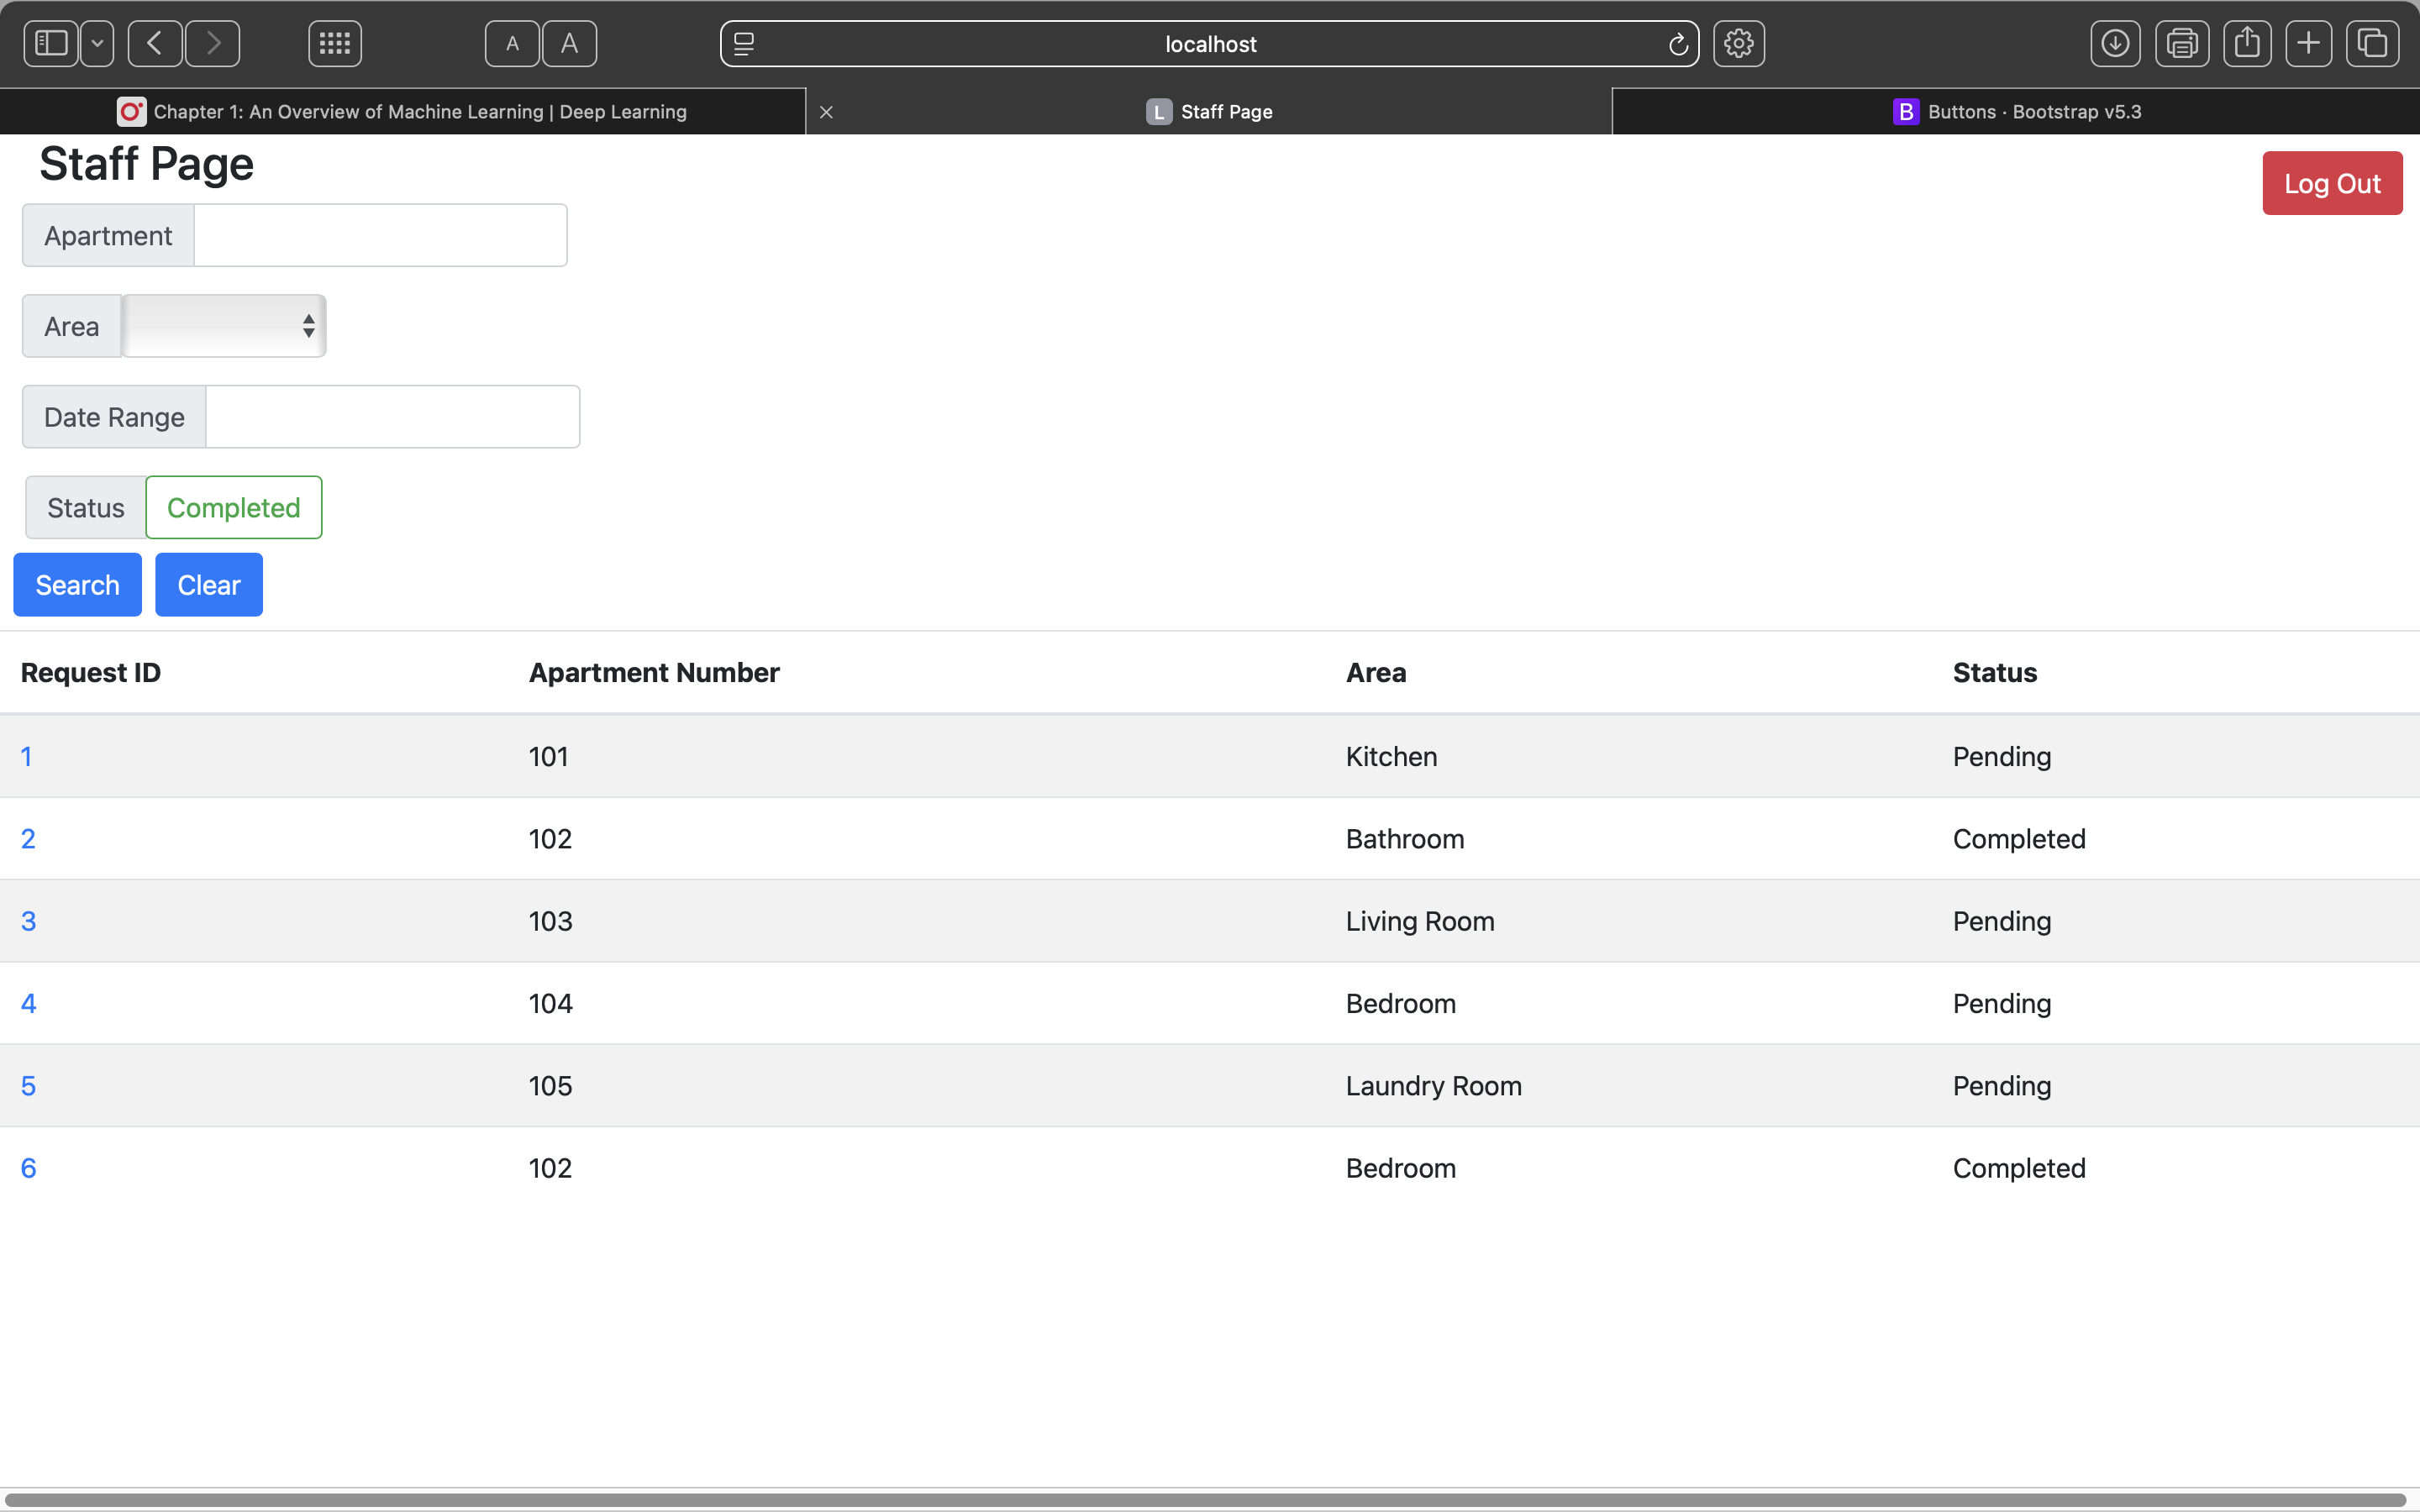 A A
localhost
Chapter 1: An Overview of Machine Learning | Deep Learning
L Staff Page
B Buttons · Bootstrap v5.3
Staff Page
Log Out
Apartment
Area
Date Range
Status Completed
Search Clear
Request ID Apartment Number Area Status
1 101 Kitchen Pending
2 102 Bathroom Completed
3 103 Living Room Pending
4 104 Bedroom Pending
5 105 Laundry Room Pending
6 102 Bedroom Completed